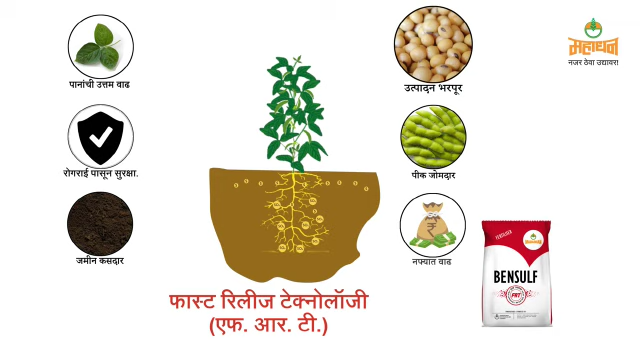 महाधन
नजर ठेवा उद्यावर!
पानांची उत्तम वाढ
उत्पादन भरपूर
रोगराई पासून सुरक्षा.
पीक जोमदार
जमीन कसदार
नफ्यात वाढ
BENSULF
FRT
फास्ट रिलीज टेक्नोलॉजी
(एफ. आर. टी.)